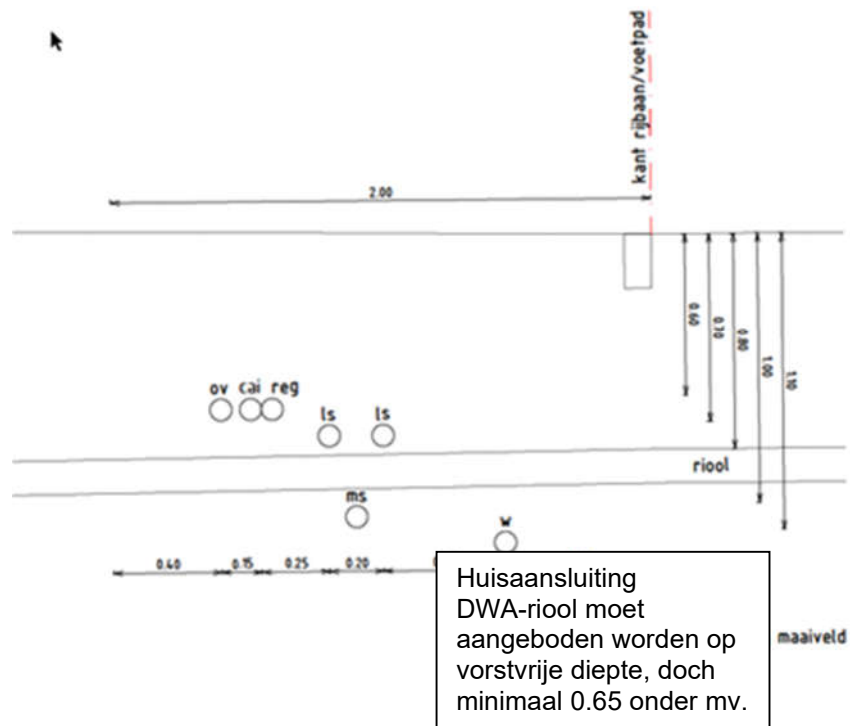 kant rijbaan/voetpad
2.00
0.60
0.70
0.80
1.00
1.10
ov cai reg
ls ls
riool
ms
w
0.40 0.15 0.25 0.20
Huisaansluiting
DWA-riool moet
aangeboden worden op
vorstvrije diepte, doch
minimaal 0.65 onder mv.
maaiveld